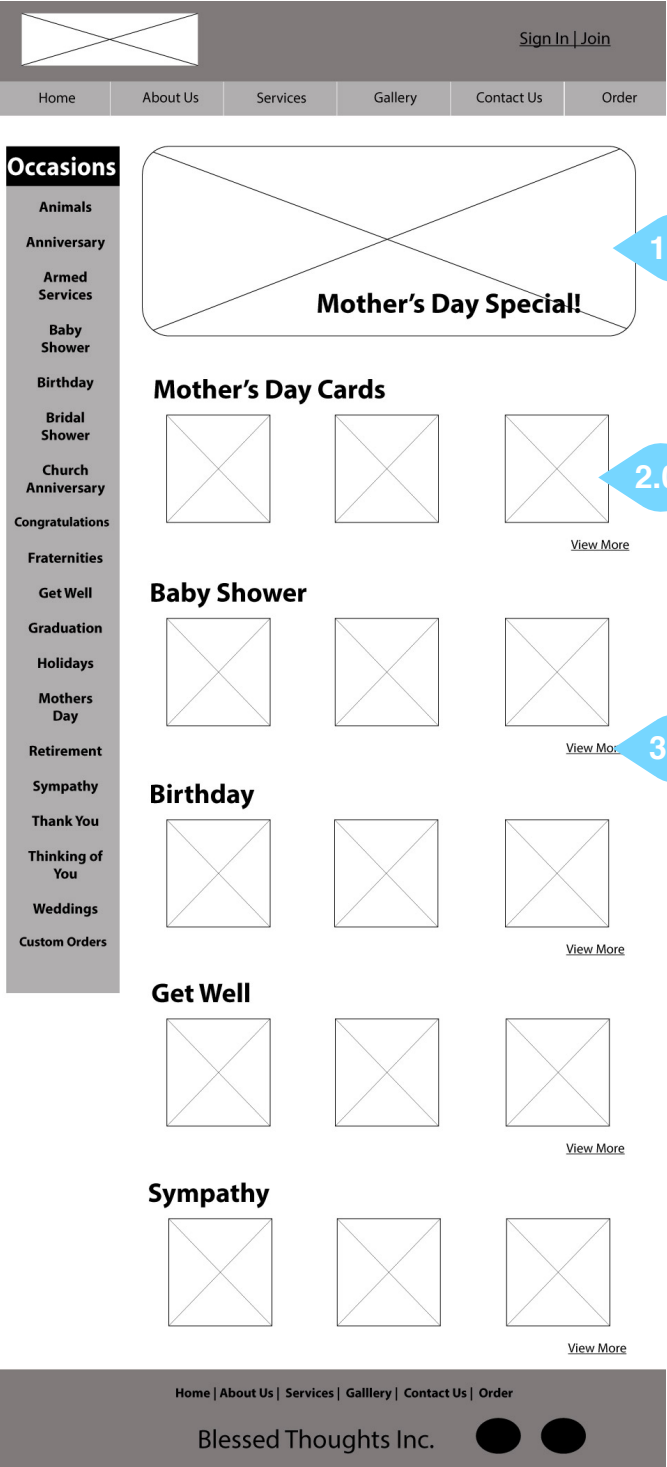 Sign In | Join
Home About Us Services Gallery Contact Us Order
Occasions
Animals
Anniversary
Armed
Services
Baby
Shower
Birthday
Bridal
Shower
Church
Anniversary
Congratulations
Fraternities
Get Well
Graduation
Holidays
Mothers
Day
Retirement
Sympathy
Thank You
Thinking of
You
Weddings
Custom Orders
Mother's Day Special!
1
Mother's Day Cards
2.
View More
Baby Shower
View
3
Birthday
View More
Get Well
View More
Sympathy
View More
Home | About Us | Services | Galllery | Contact Us | Order
Blessed Thoughts Inc.